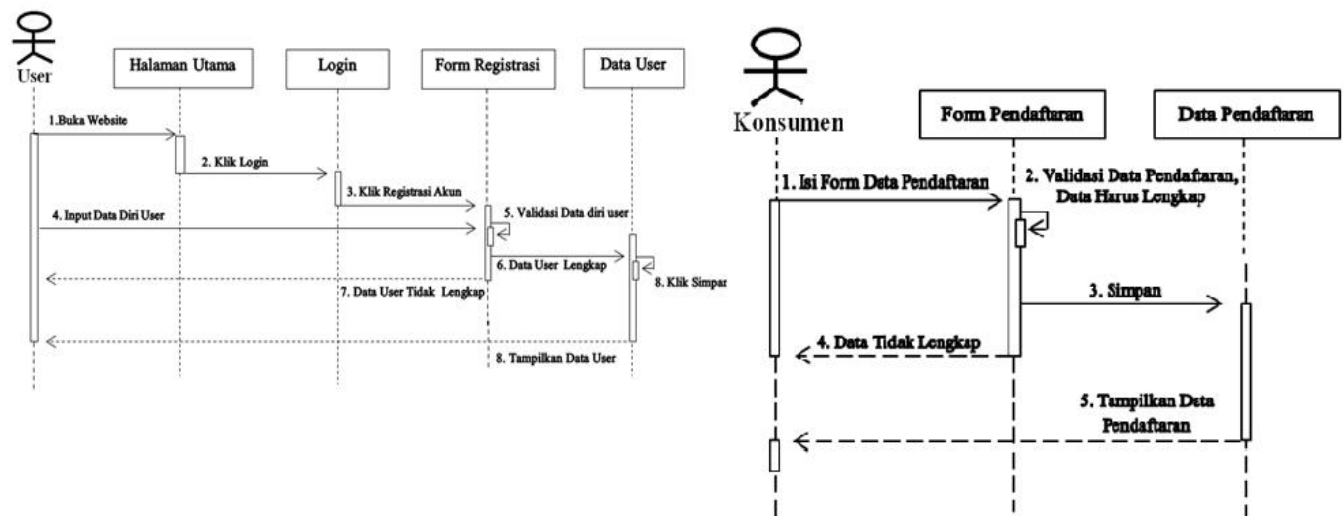 User
Halaman Utama
Login
Form Registrasi
Data User
1.Buka Website
2. Klik Login
3. Klik Registrasi Akun
4. Input Data Diri User
5. Validasi Data diri user
6. Data User Lengkap
8. Klik Simpar
7. Data User Tidak Lengkap
8. Tampilkan Data User
Konsumen
Form Pendaftaran
Data Pendaftaran
1. Isi Form Data Pendaftaran
2. Validasi Data Pendaftaran,
Data Harus Lengkap
3. Simpan
4. Data Tidak Lengkap
5. Tampilkan Data
Pendaftaran